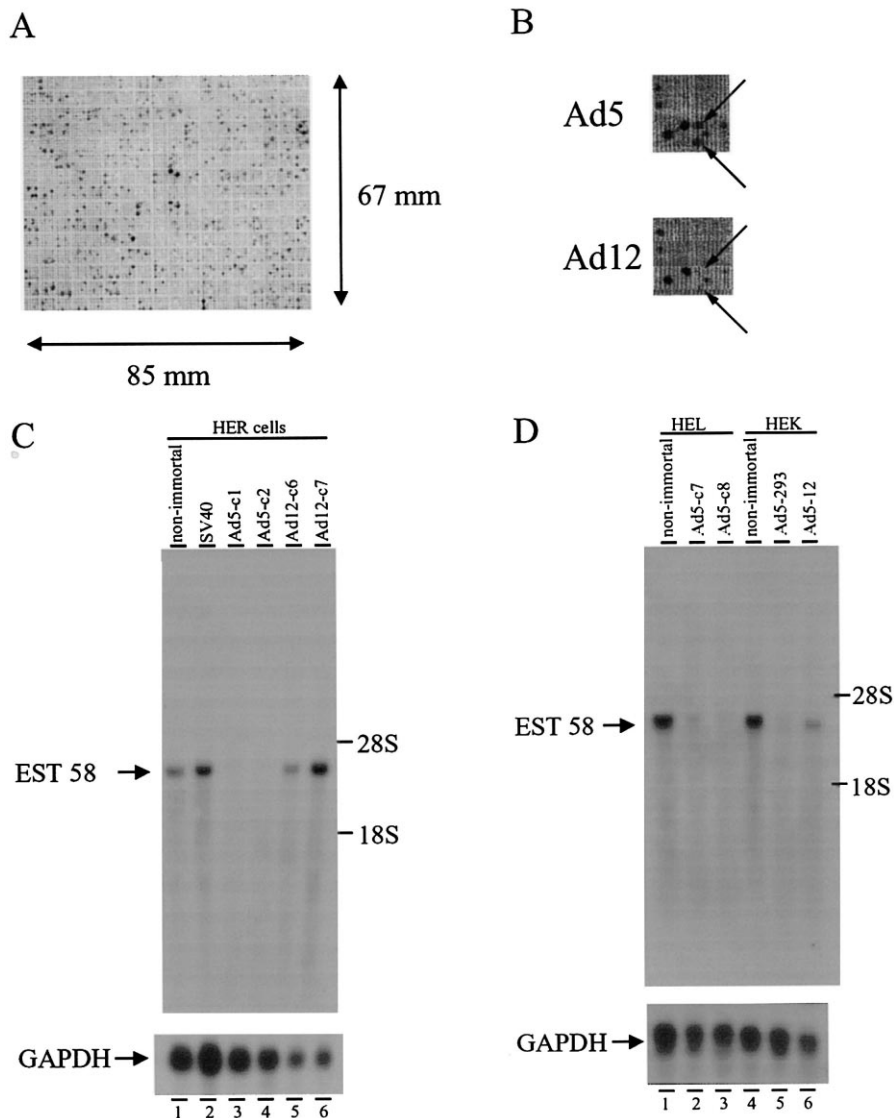 A
67 mm
85 mm
B
Ad5
Ad12
C
HER cells
non-immortal
SV40
Ad5-c1
Ad5-c2
Ad12-c6
Ad12-c7
28S
EST 58
18S
GAPDH
1 2 3 4 5 6
D
HEL HEK
non-immortal
Ad5-c7
Ad5-c8
non-immortal
Ad5-293
Ad5-12
28S
EST 58
18S
GAPDH
1 2 3 4 5 6